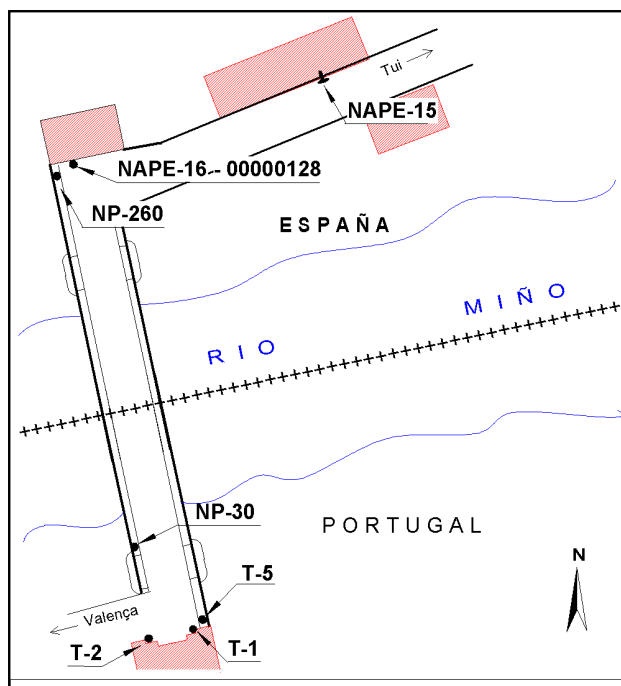 Tui
NAPE-15
NAPE-16.- 00000128
NP-260
ESPAÑA
RIO MIÑO
NP-30
PORTUGAL
N
T-5
Valença
T-2
T-1